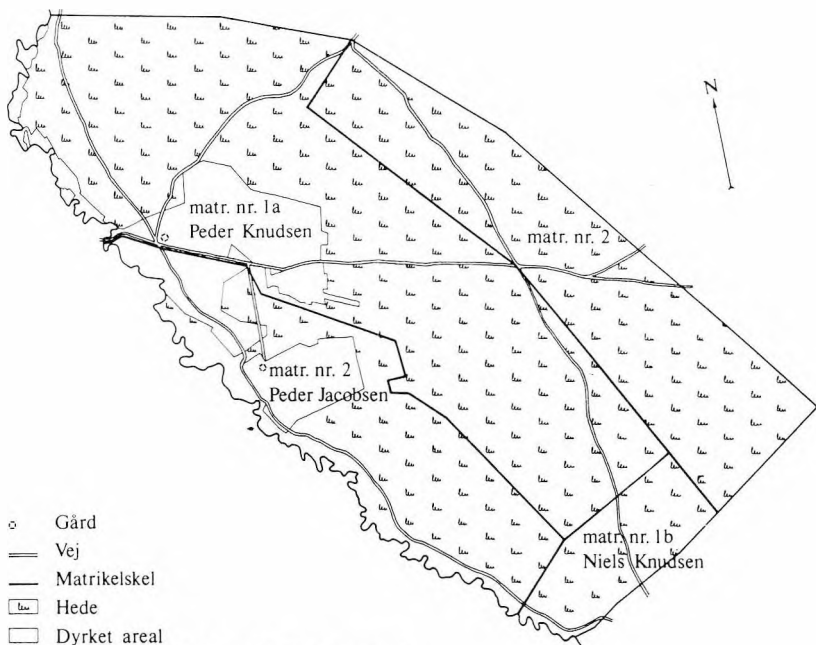 N
matr. nr. 1a
Peder Knudsen
matr. nr. 2
matr. nr. 2
Peder Jacobsen
matr. nr. 1b
Niels Knudsen
Gård
Vej
Matrikelskel
Hede
Dyrket areal